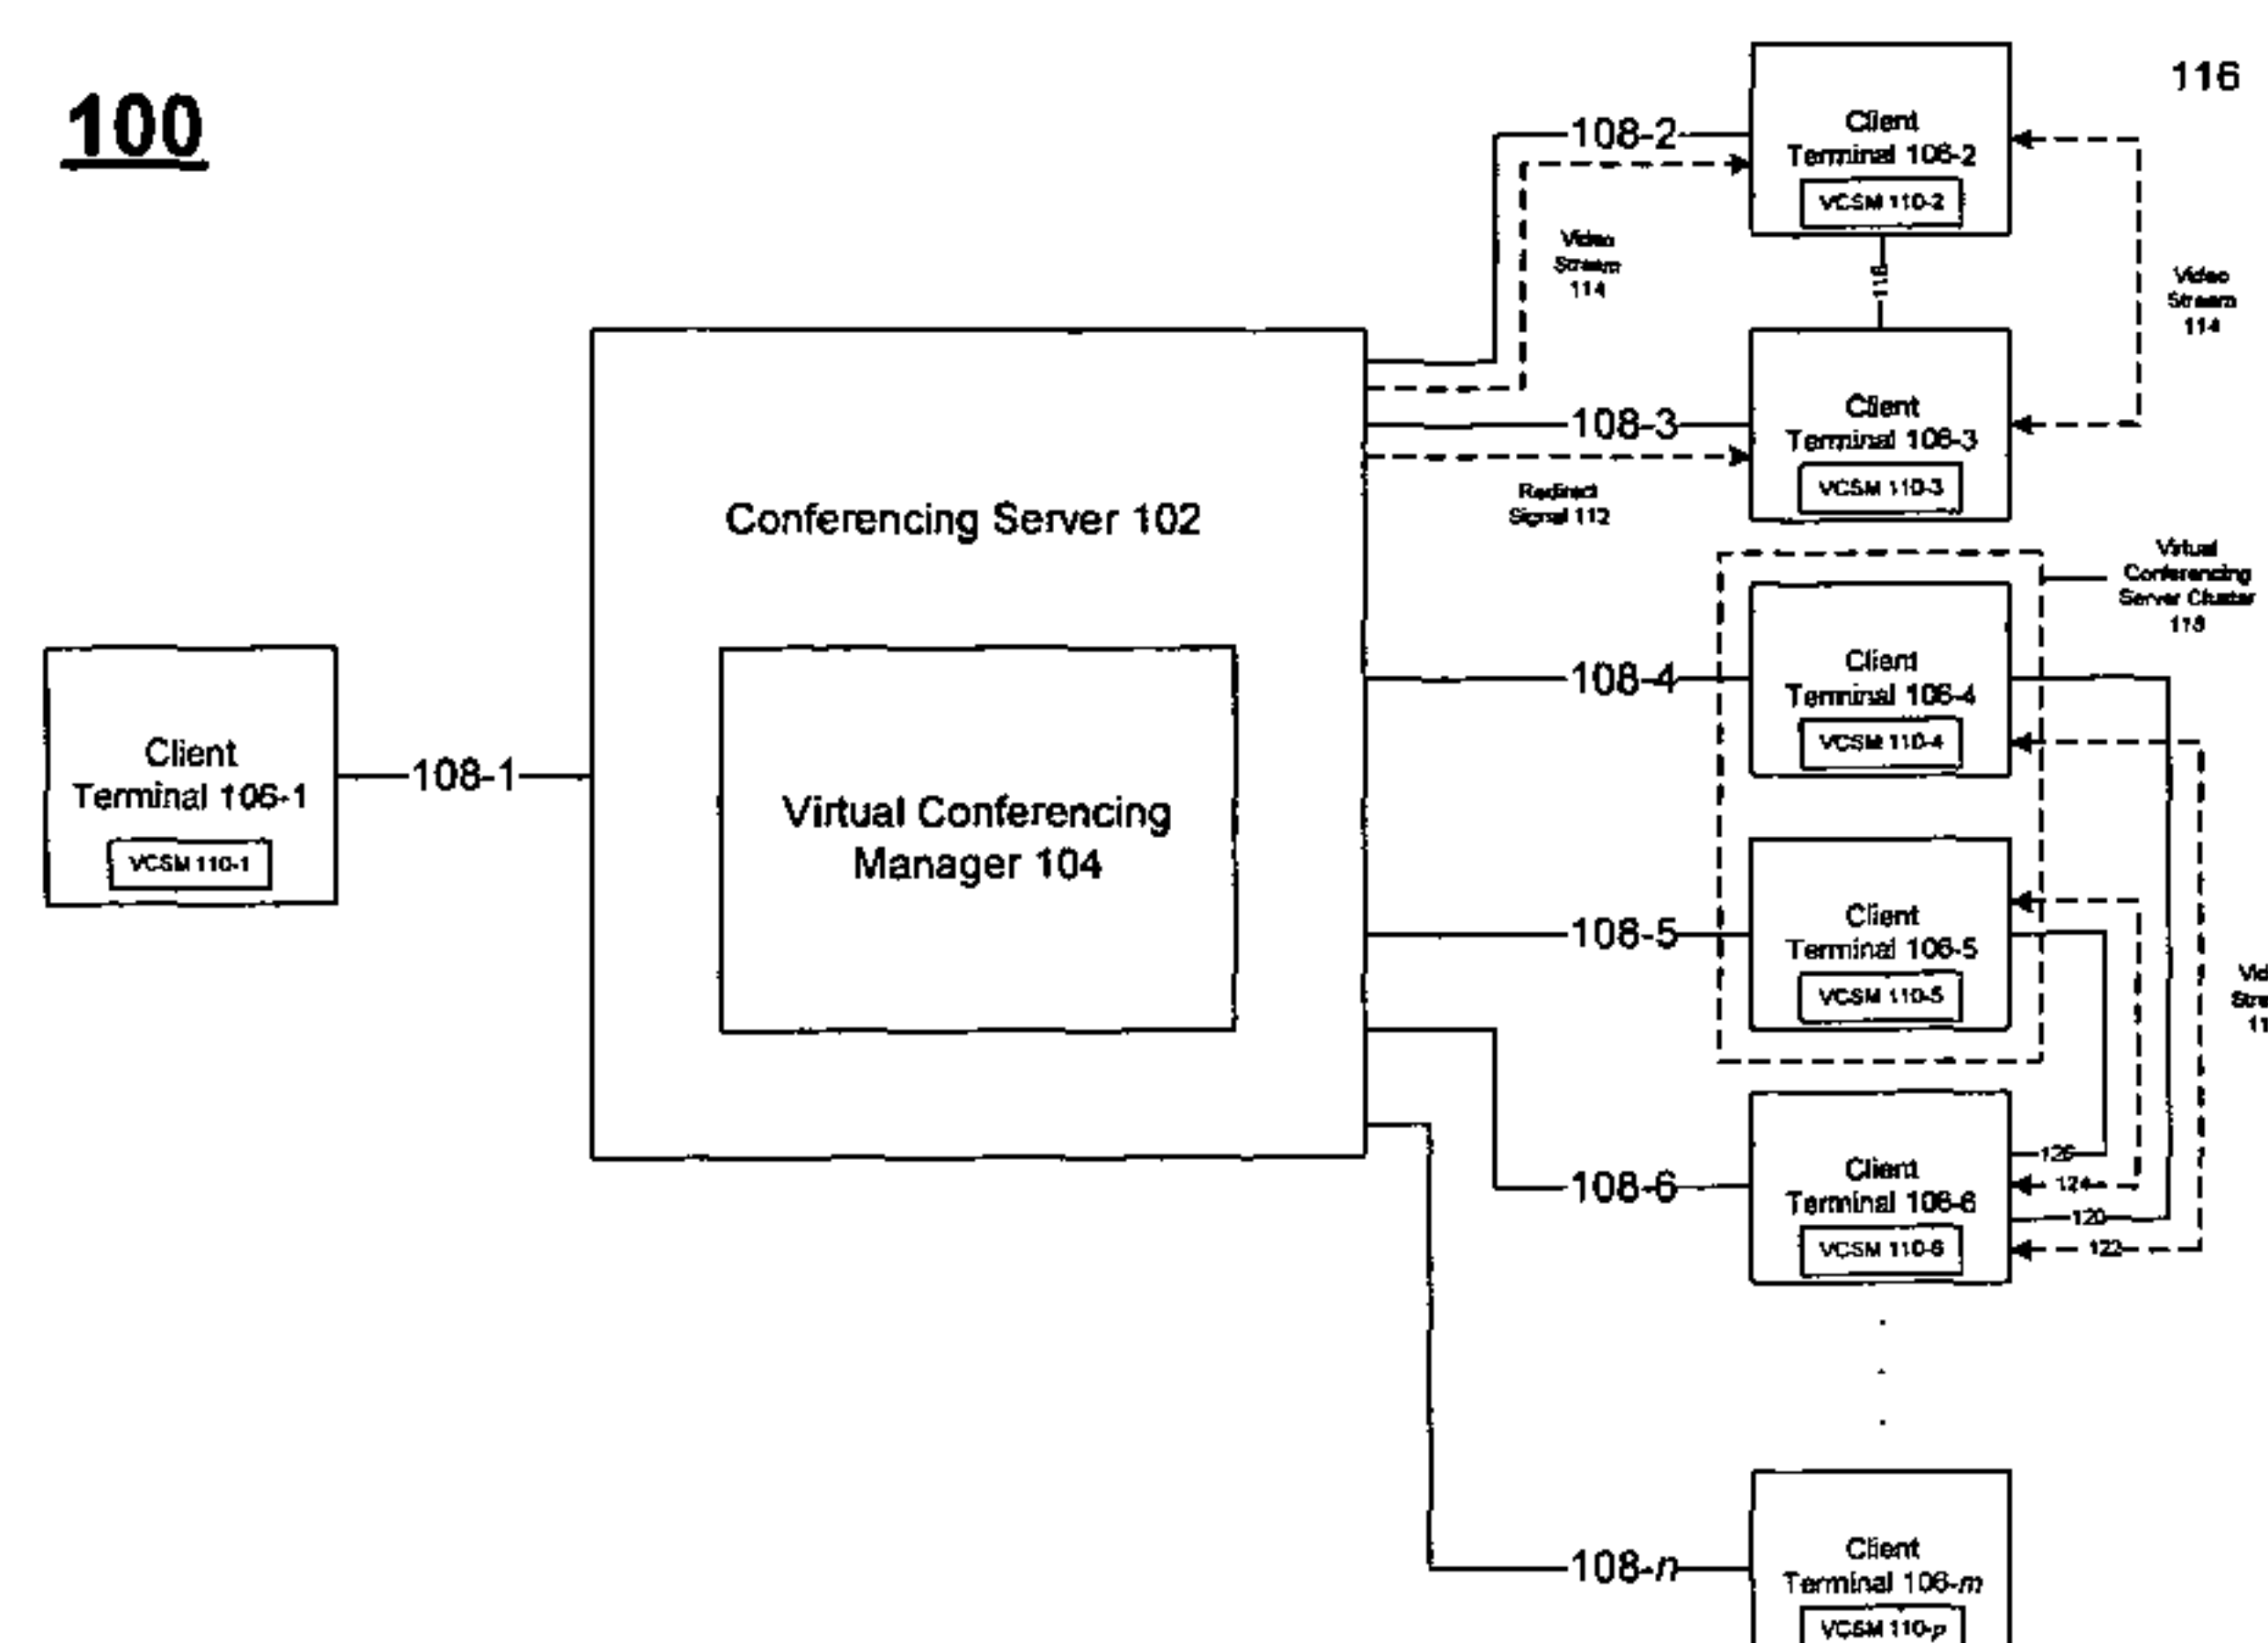 100
116
108-2
Client
Terminal 106-2
VCSM 110-2
Video
Stream
114
116
Video
Stream
114
108-3
Client
Terminal 106-3
VCSM 110-3
Redirect
Signal 112
Conferencing Server 102
Virtual
Conferencing
Server Cluster
118
108-4
Client
Terminal 106-4
VCSM 110-4
Client
Terminal 106-1
VCSM 110-1
108-1
Virtual Conferencing
Manager 104
108-5
Client
Terminal 106-5
VCSM 110-5
108-6
Client
Terminal 106-6
VCSM 110-6
126
124
120
122
108-n
Client
Terminal 106-m
VCSM 110-p